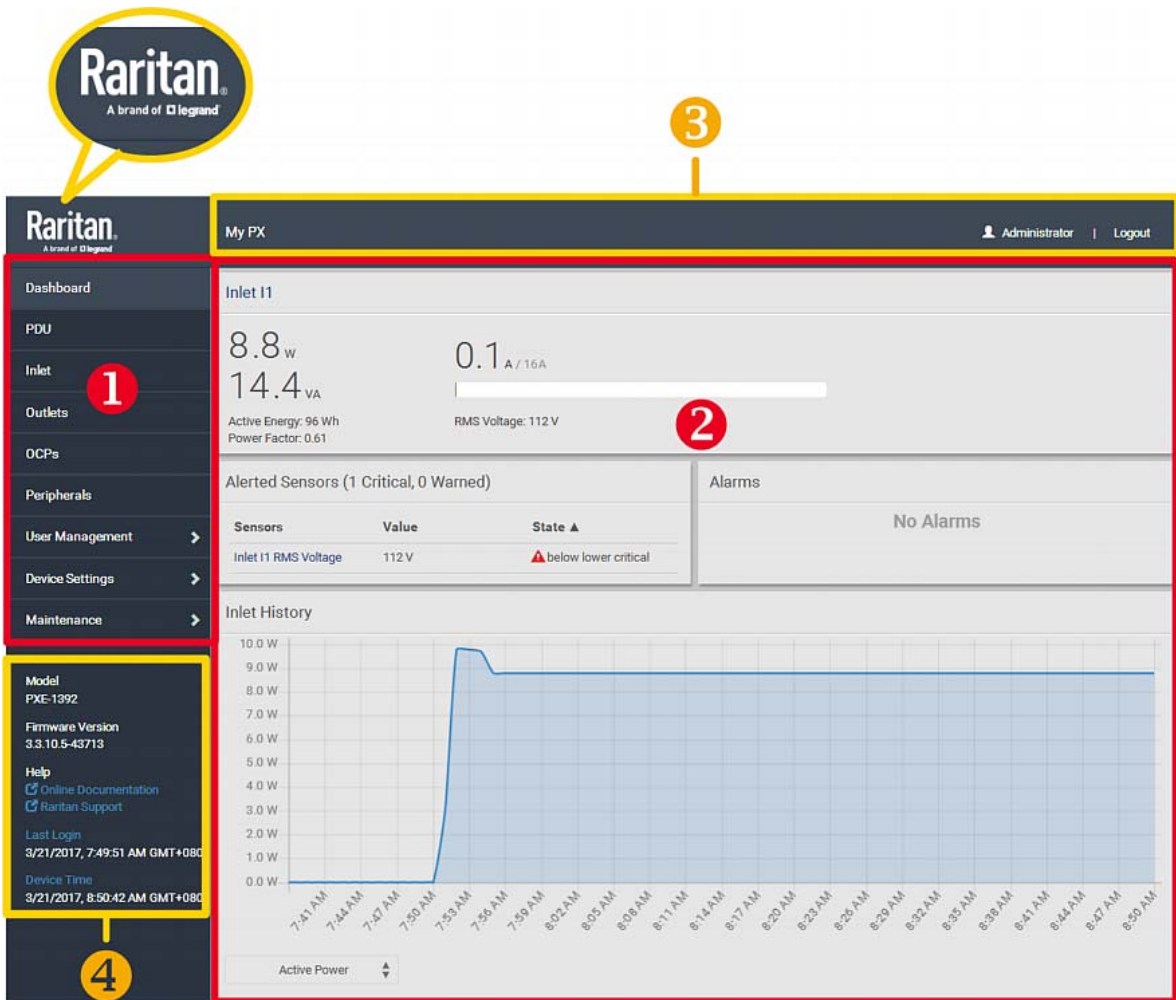 Raritan.
A brand of legrand
3
Raritan.
A brand of legrand
My PX
Administrator | Logout
Dashboard
PDU
Inlet
Outlets
OCPs
Peripherals
User Management
Device Settings
Maintenance
1
Inlet I1
8.8 W
14.4 VA
Active Energy: 96 Wh
Power Factor: 0.61
0.1 A / 16A
RMS Voltage: 112 V
2
Alerted Sensors (1 Critical, 0 Warned)
Sensors Value State ▲
Inlet I1 RMS Voltage 112 V below lower critical
Alarms
No Alarms
Inlet History
10.0 W
9.0 W
8.0 W
7.0 W
6.0 W
5.0 W
4.0 W
3.0 W
2.0 W
1.0 W
0.0 W
7:41 AM 7:44 AM 7:47 AM 7:50 AM 7:53 AM 7:56 AM 7:59 AM 8:02 AM 8:05 AM 8:08 AM 8:11 AM 8:14 AM 8:17 AM 8:20 AM 8:23 AM 8:26 AM 8:29 AM 8:32 AM 8:35 AM 8:38 AM 8:41 AM 8:44 AM 8:47 AM 8:50 AM
Active Power
Model
PXE-1392
Firmware Version
3.3.10.5-43713
Help
Online Documentation
Raritan Support
Last Login
3/21/2017, 7:49:51 AM GMT+080
Device Time
3/21/2017, 8:50:42 AM GMT+080
4